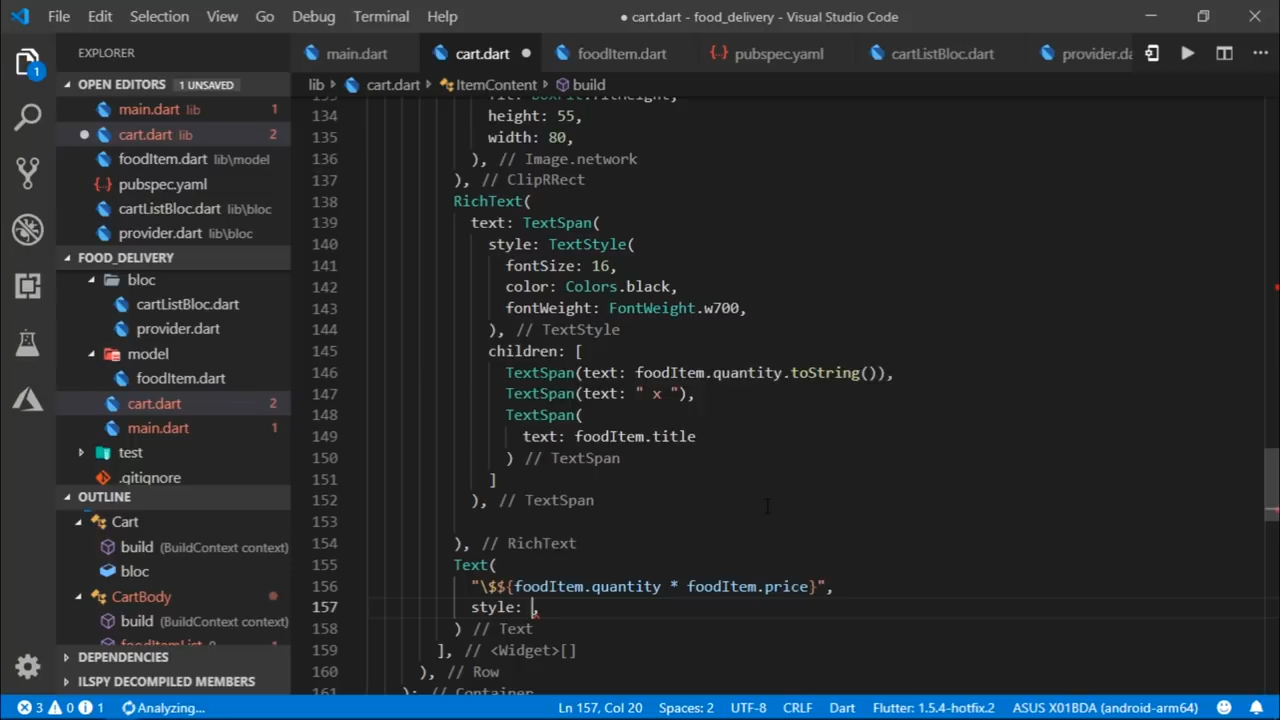 File Edit Selection View Go Debug Terminal Help
● cart.dart - food_delivery - Visual Studio Code
EXPLORER
main.dart cart.dart foodItem.dart pubspec.yaml cartListBloc.dart provider.da
OPEN EDITORS 1 UNSAVED
main.dart lib 1
cart.dart lib 2
foodItem.dart lib\model
pubspec.yaml
cartListBloc.dart lib\bloc
provider.dart lib\bloc
FOOD_DELIVERY
bloc
cartListBloc.dart
provider.dart
model
foodItem.dart
cart.dart 2
main.dart 1
test
.gitignore
OUTLINE
Cart
build (BuildContext context)
bloc
CartBody
build (BuildContext context)
foodItemList
DEPENDENCIES
ILSPY DECOMPILED MEMBERS
lib cart.dart ItemContent build
133 fit: BoxFit.fitHeight,
134 height: 55,
135 width: 80,
136 ), // Image.network
137 ), // ClipRRect
138 RichText(
139 text: TextSpan(
140 style: TextStyle(
141 fontSize: 16,
142 color: Colors.black,
143 fontWeight: FontWeight.w700,
144 ), // TextStyle
145 children: [
146 TextSpan(text: foodItem.quantity.toString()),
147 TextSpan(text: " x "),
148 TextSpan(
149 text: foodItem.title
150 ) // TextSpan
151 ]
152 ), // TextSpan
153
154 ), // RichText
155 Text(
156 "\$${foodItem.quantity * foodItem.price}",
157 style: ,
158 ) // Text
159 ], // <Widget>[]
160 ), // Row
161 ); // Container
1
3 0 1 Analyzing...
Ln 157, Col 20 Spaces: 2 UTF-8 CRLF Dart Flutter: 1.5.4-hotfix.2 ASUS X01BDA (android-arm64)